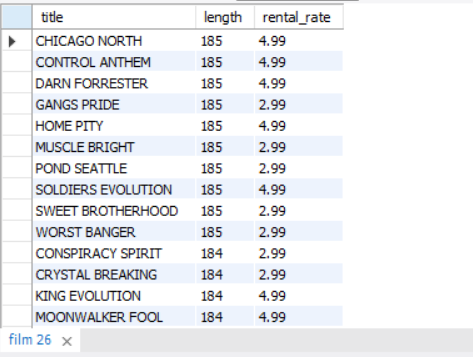 title length rental_rate
CHICAGO NORTH 185 4.99
CONTROL ANTHEM 185 4.99
DARN FORRESTER 185 4.99
GANGS PRIDE 185 2.99
HOME PITY 185 4.99
MUSCLE BRIGHT 185 2.99
POND SEATTLE 185 2.99
SOLDIERS EVOLUTION 185 4.99
SWEET BROTHERHOOD 185 2.99
WORST BANGER 185 2.99
CONSPIRACY SPIRIT 184 2.99
CRYSTAL BREAKING 184 2.99
KING EVOLUTION 184 4.99
MOONWALKER FOOL 184 4.99
film 26